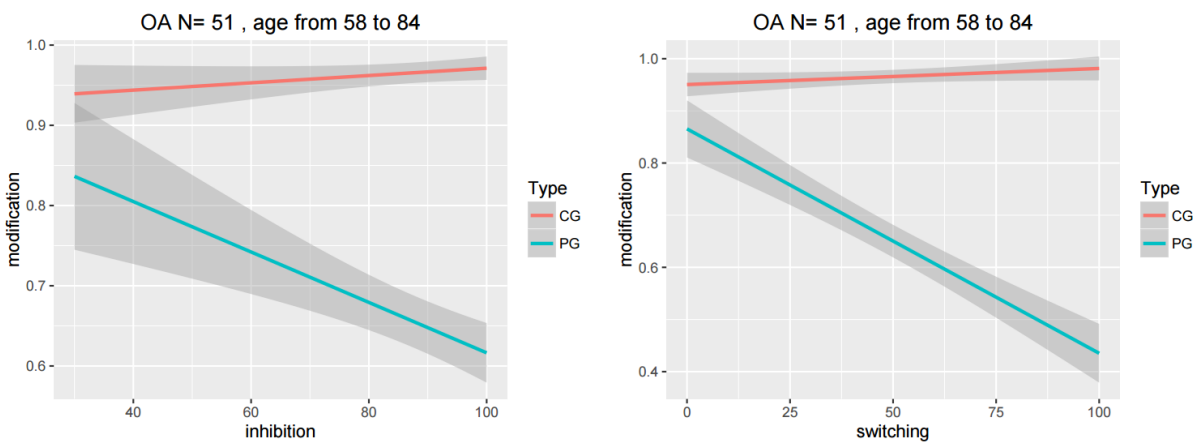 OA N= 51 , age from 58 to 84
modification
1.0
0.9
0.8
0.7
0.6
40
60
80
100
inhibition
Type
CG
PG
OA N= 51 , age from 58 to 84
modification
1.0
0.8
0.6
0.4
0
25
50
75
100
switching
Type
CG
PG